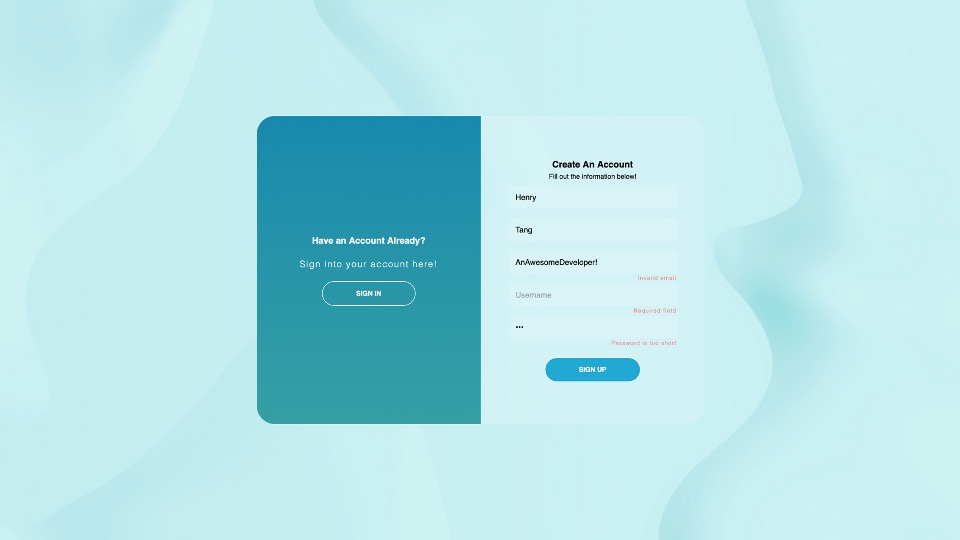 Have an Account Already?
Sign into your account here!
SIGN IN
Create An Account
Fill out the information below!
Henry
Tang
AnAwesomeDeveloper!
Invalid email
Username
Required field
•••
Password is too short
SIGN UP